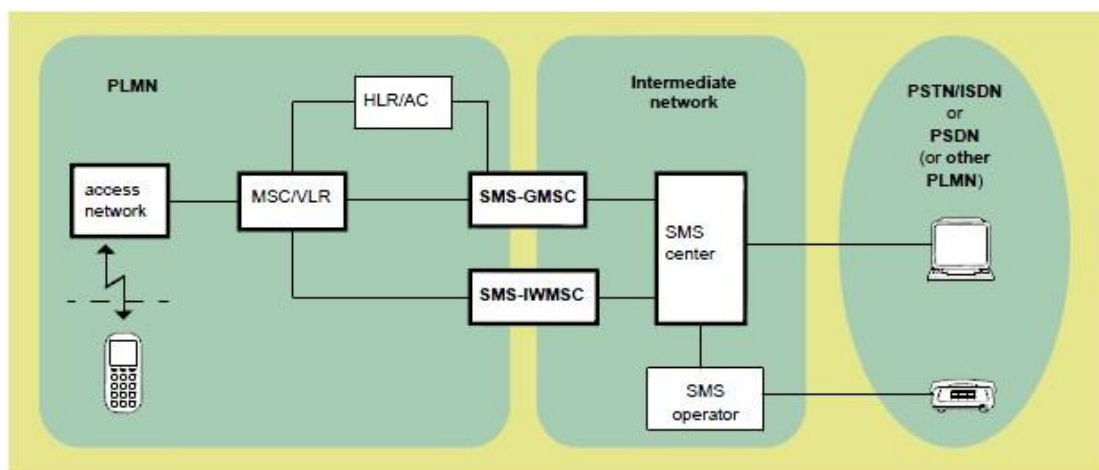 PLMN
HLR/AC
access
network
MSC/VLR
SMS-GMSC
SMS-IWMSC
Intermediate
network
SMS
center
SMS
operator
PSTN/ISDN
or
PSDN
(or other
PLMN)